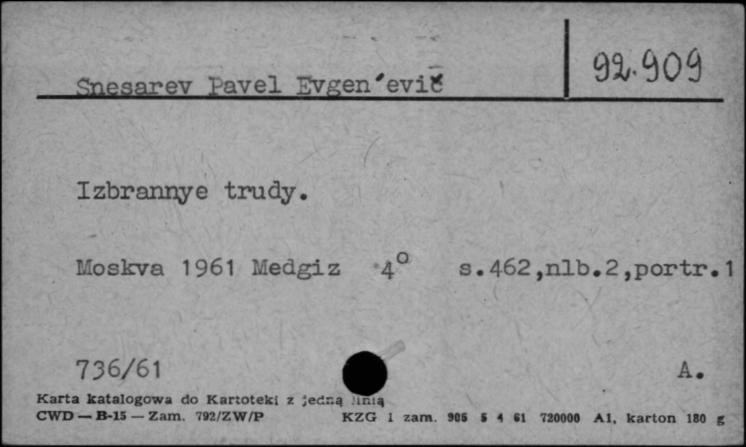 92.909
Snesarev Pavel Evgen'evič
Izbrannye trudy.
Moskva 1961 Medgiz 4° s.462,nlb.2,portr.1
736/61 A.
Karta katalogowa do Kartoteki z jedną linią
CWD — B-15 — Zam. 792/ZW/P KZG 1 zam. 905 5 4 61 720000 A1, karton 180 g